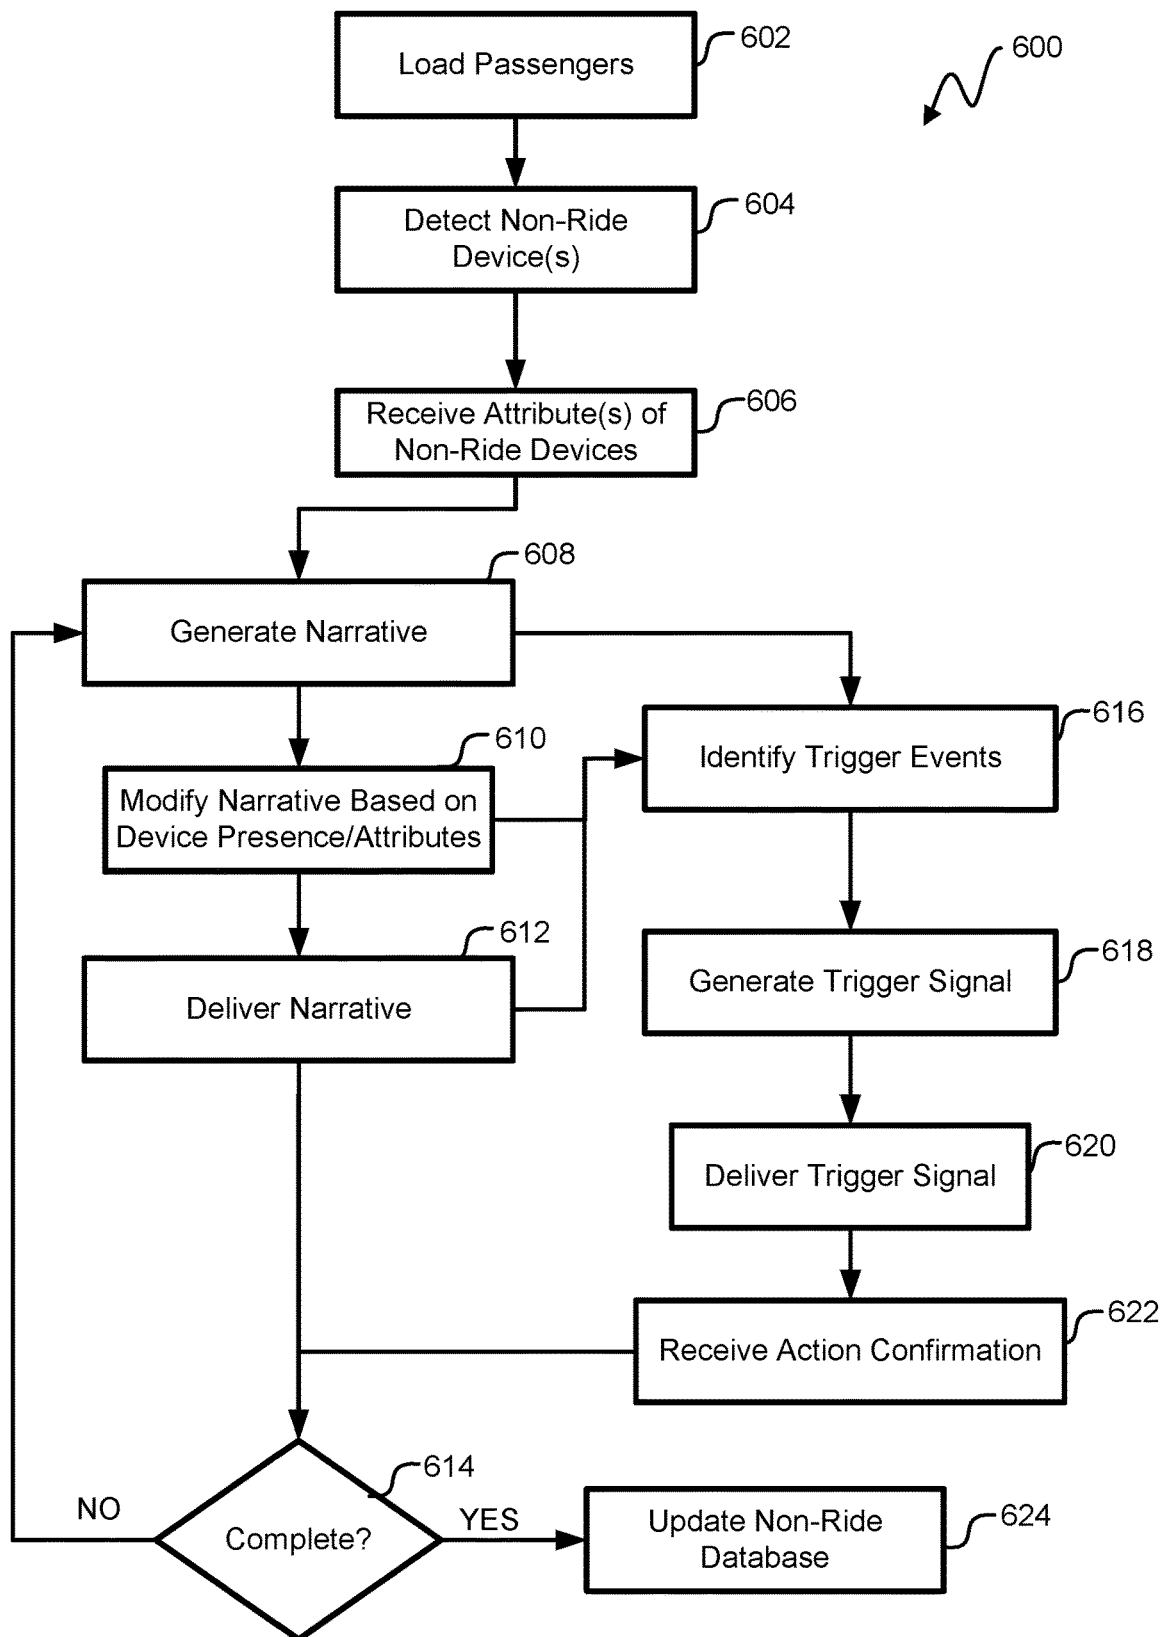 602
Load Passengers
600
604
Detect Non-Ride
Device(s)
606
Receive Attribute(s) of
Non-Ride Devices
608
Generate Narrative
616
Identify Trigger Events
610
Modify Narrative Based on
Device Presence/Attributes
612
Deliver Narrative
618
Generate Trigger Signal
620
Deliver Trigger Signal
622
Receive Action Confirmation
614
Complete?
NO
YES
624
Update Non-Ride
Database